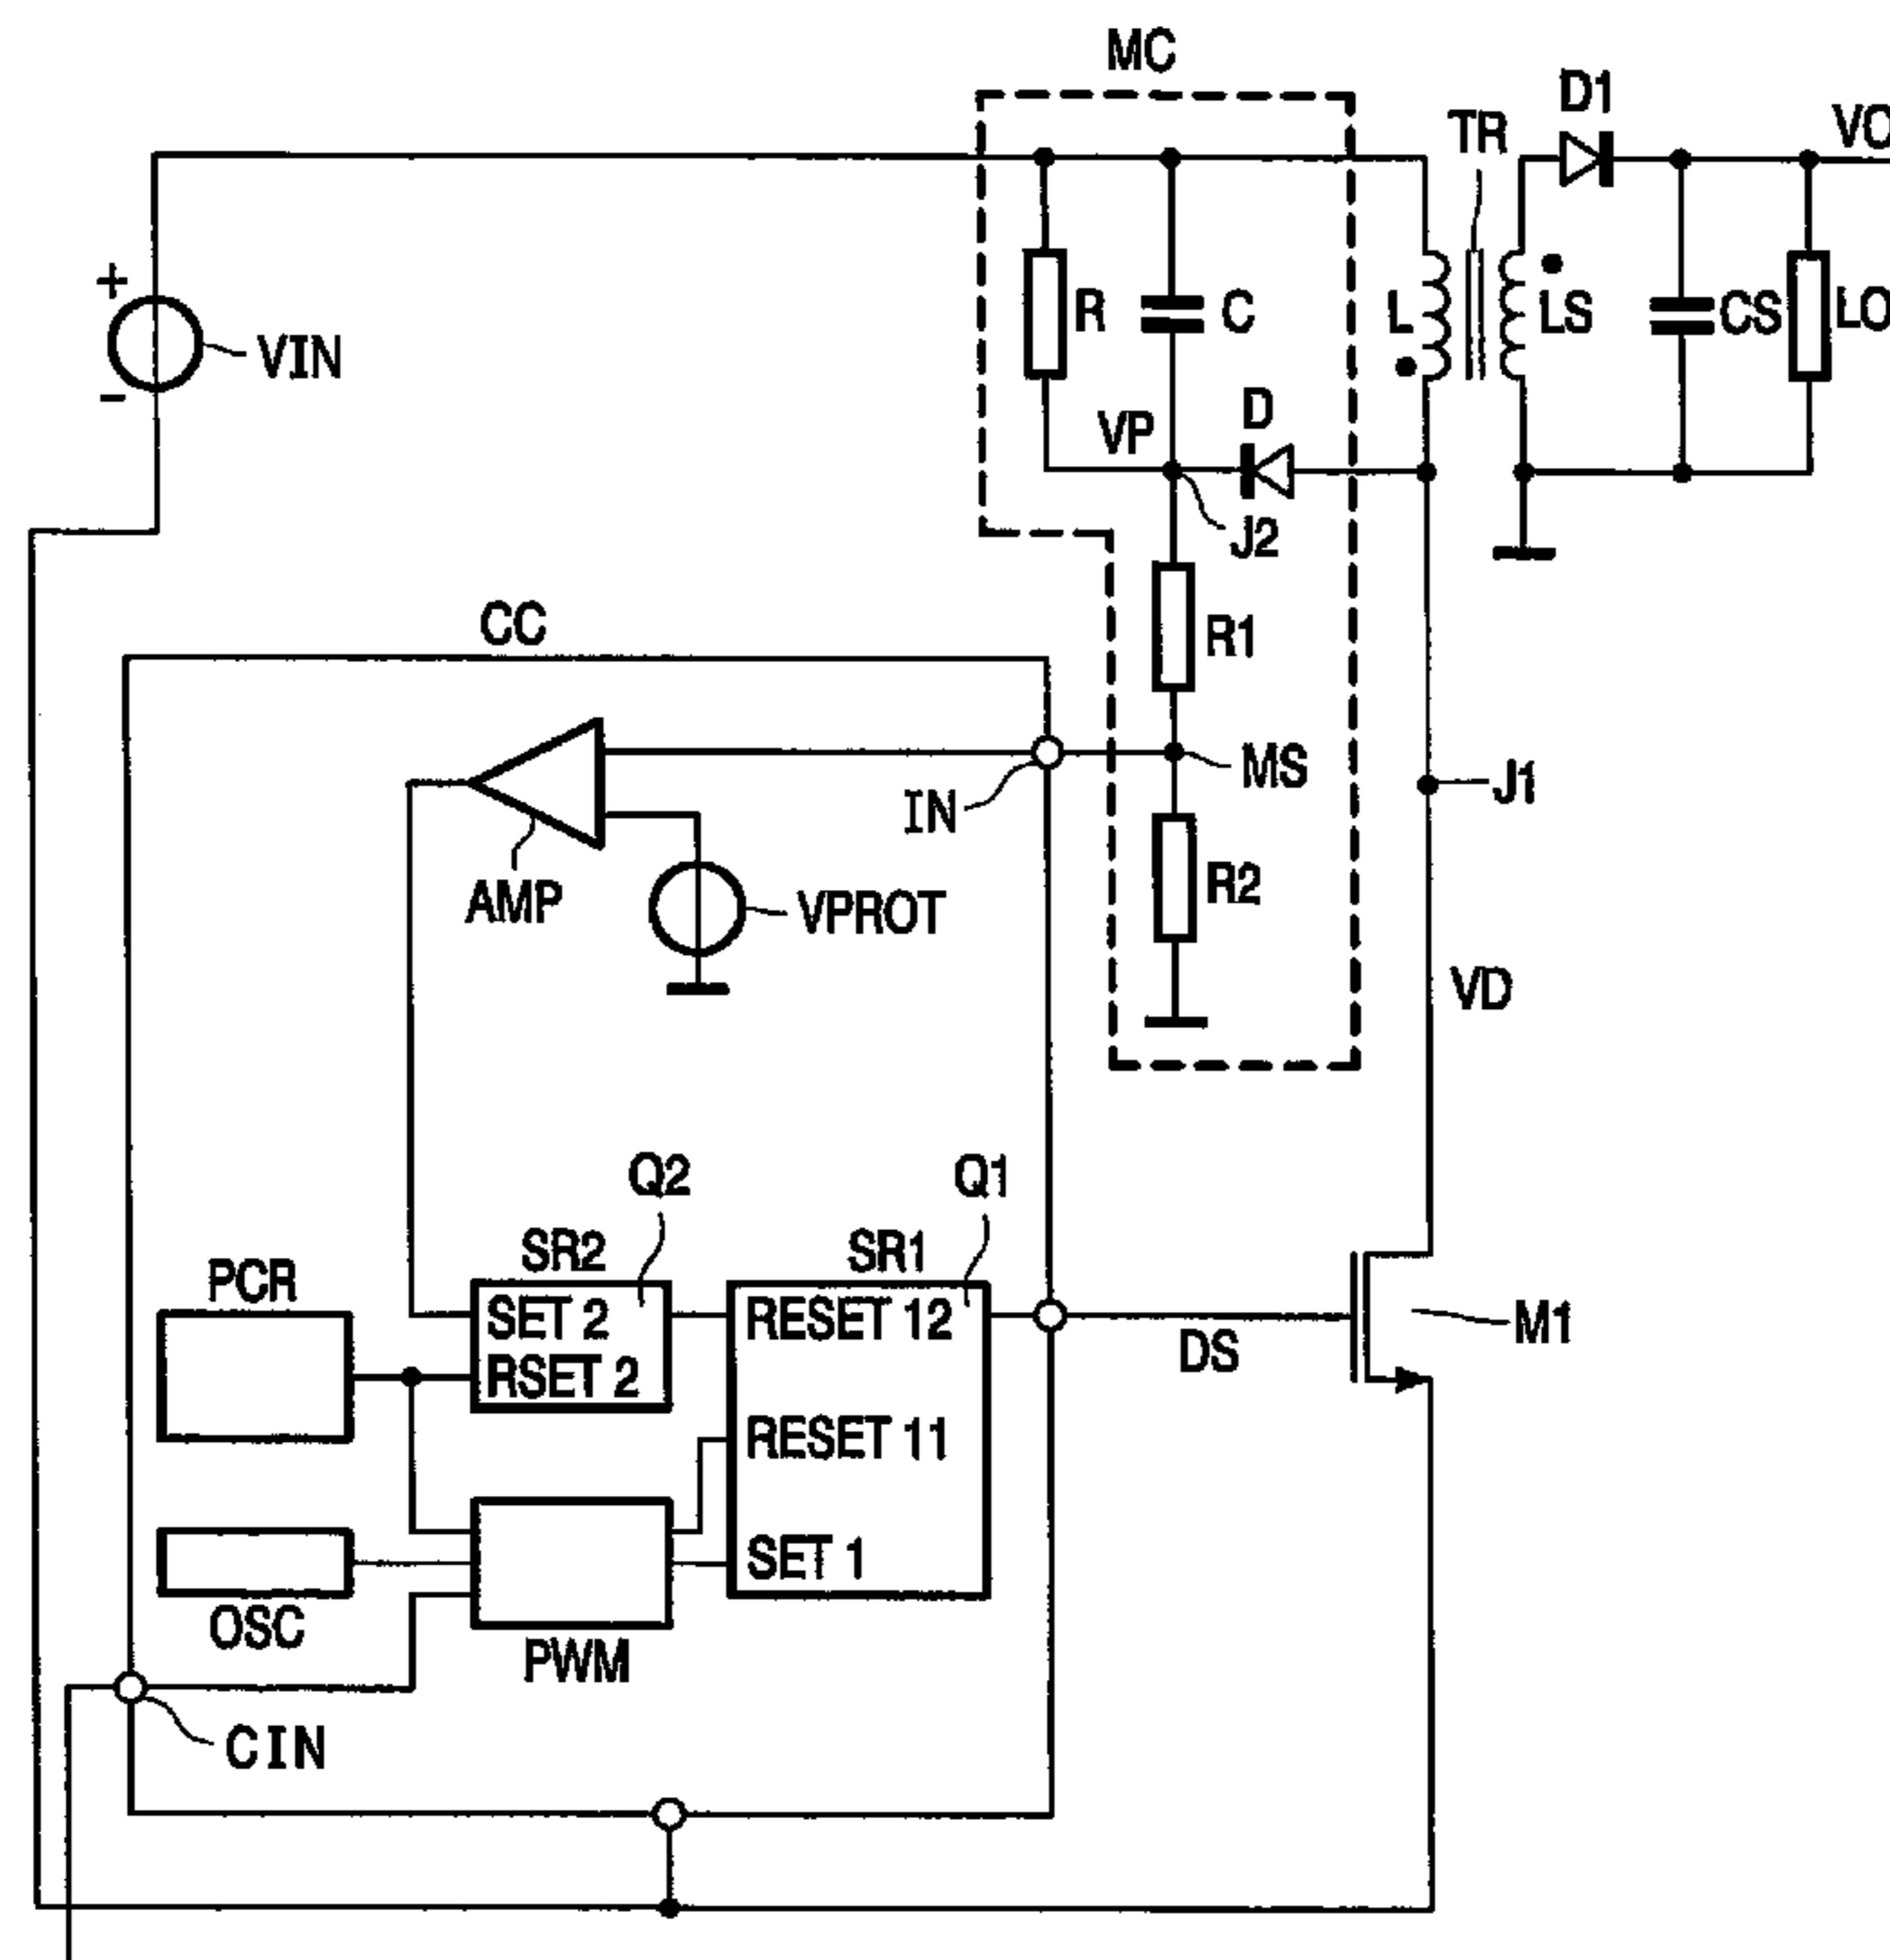 MC
D1
TR
VO
+
VIN
-
R
C
L
LS
CS
LO
VP
D
J2
CC
R1
MS
IN
J1
AMP
VPROT
R2
VD
Q2
Q1
SR2
SR1
PCR
SET 2
RSET 2
RESET 12
RESET 11
SET 1
DS
M1
OSC
PWM
CIN